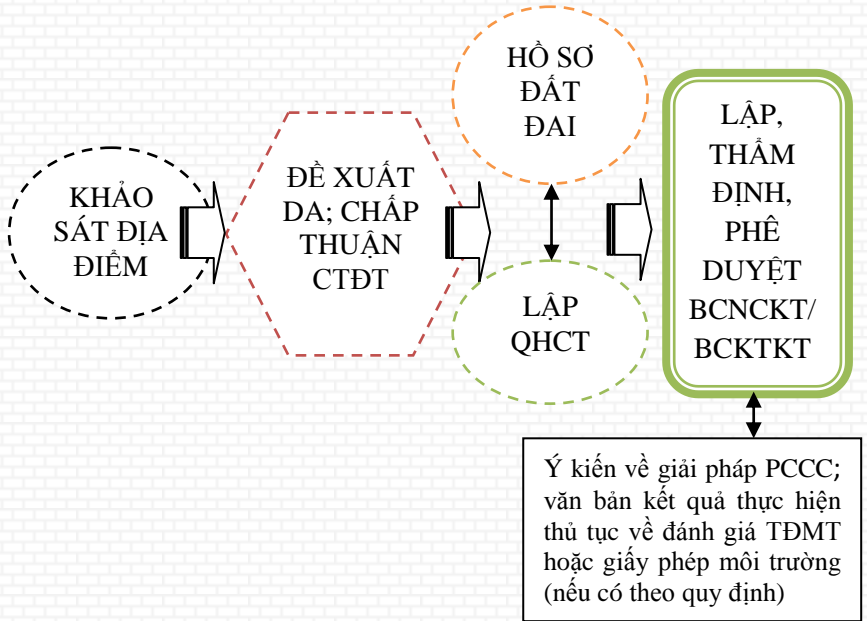 KHẢO
SÁT ĐỊA
ĐIỂM
ĐỀ XUẤT
DA; CHẤP
THUẬN
CTĐT
HỒ SƠ
ĐẤT
ĐAI
LẬP
QHCT
LẬP,
THẨM
ĐỊNH,
PHÊ
DUYỆT
BCNCKT/
BCKTKT
Ý kiến về giải pháp PCCC;
văn bản kết quả thực hiện
thủ tục về đánh giá TĐMT
hoặc giấy phép môi trường
(nếu có theo quy định)